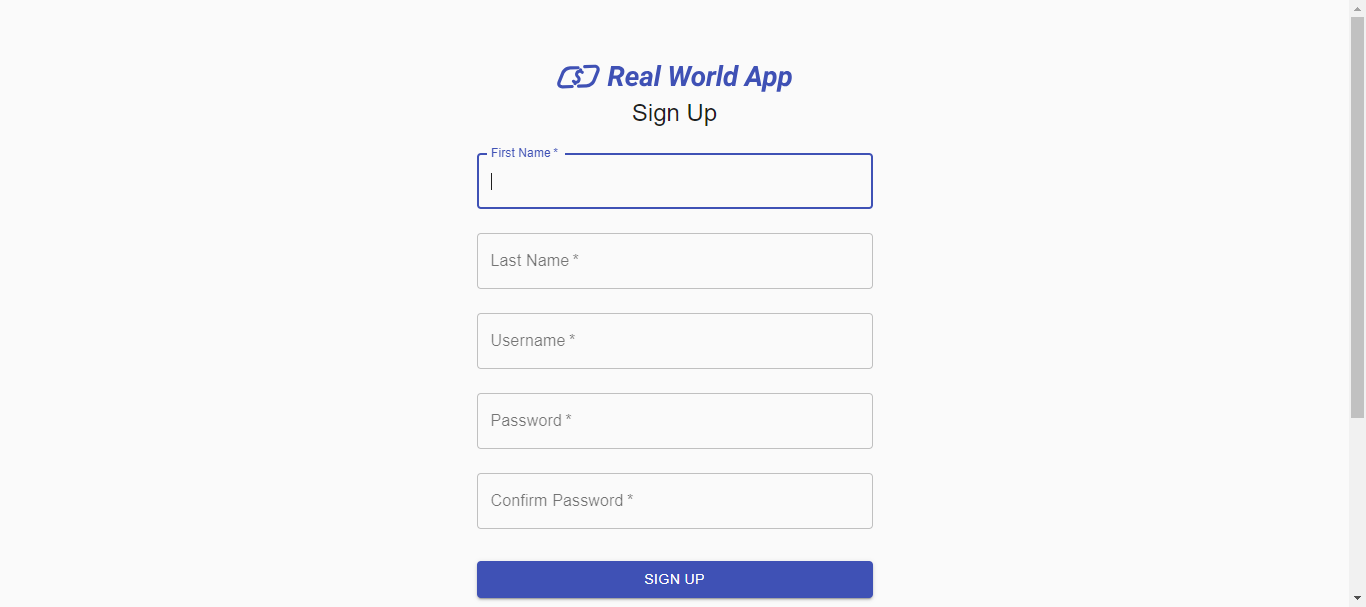 Real World App
Sign Up
First Name *
Last Name *
Username *
Password *
Confirm Password *
SIGN UP